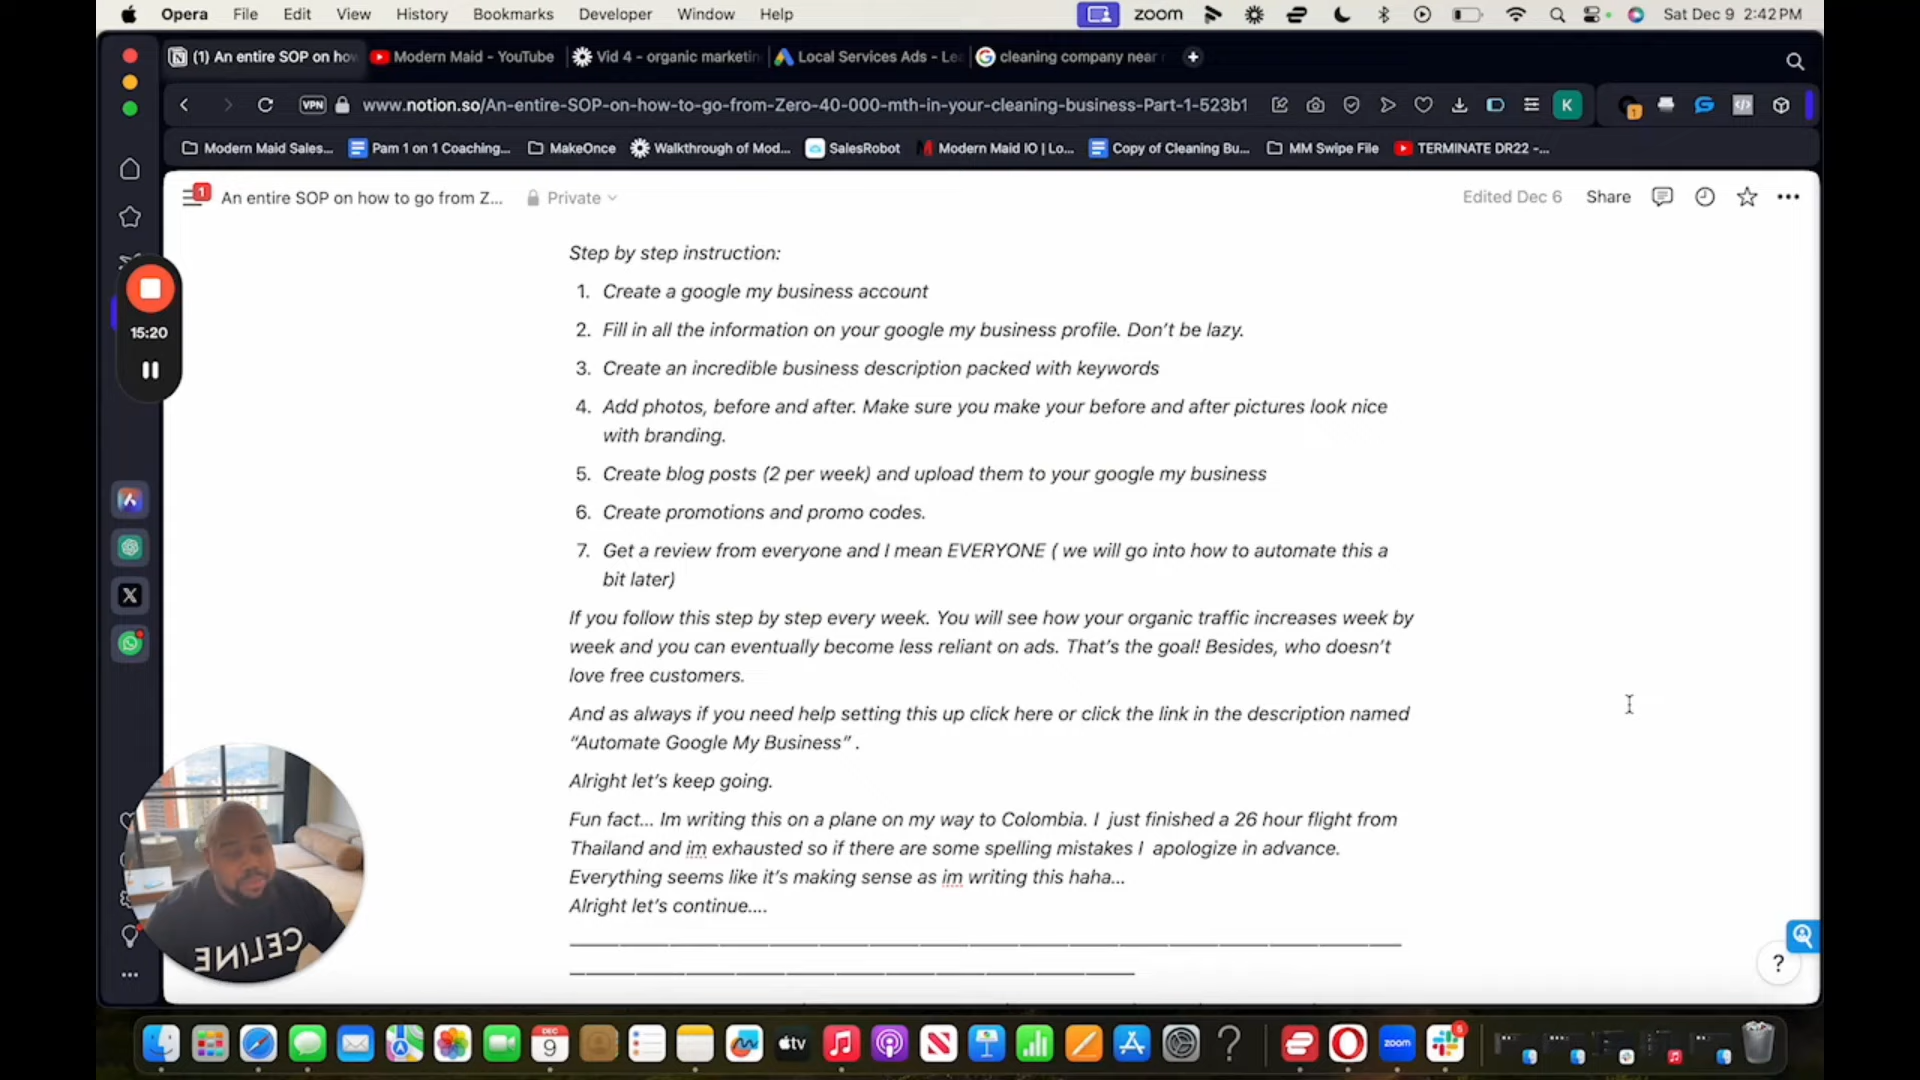 Opera File Edit View History Bookmarks Developer Window Help zoom Sat Dec 9 2:42 PM
(1) An entire SOP on how Modern Maid - YouTube Vid 4 - organic marketin Local Services Ads - Le cleaning company near
VPN www.notion.so/An-entire-SOP-on-how-to-go-from-Zero-40-000-mth-in-your-cleaning-business-Part-1-523b1 K 1
Modern Maid Sales... Pam 1 on 1 Coaching... MakeOnce Walkthrough of Mod... SalesRobot Modern Maid IO | Lo... Copy of Cleaning Bu... MM Swipe File TERMINATE DR22 -...
1 An entire SOP on how to go from Z... Private Edited Dec 6 Share
Step by step instruction:
1. Create a google my business account
2. Fill in all the information on your google my business profile. Don't be lazy.
3. Create an incredible business description packed with keywords
4. Add photos, before and after. Make sure you make your before and after pictures look nice
with branding.
5. Create blog posts (2 per week) and upload them to your google my business
6. Create promotions and promo codes.
7. Get a review from everyone and I mean EVERYONE ( we will go into how to automate this a
bit later)
If you follow this step by step every week. You will see how your organic traffic increases week by
week and you can eventually become less reliant on ads. That's the goal! Besides, who doesn't
love free customers.
And as always if you need help setting this up click here or click the link in the description named
"Automate Google My Business" .
Alright let's keep going.
Fun fact... Im writing this on a plane on my way to Colombia. I just finished a 26 hour flight from
Thailand and im exhausted so if there are some spelling mistakes I apologize in advance.
Everything seems like it's making sense as im writing this haha...
Alright let's continue....
15:20
CELINE
?
DEC
9
tv
zoom
5